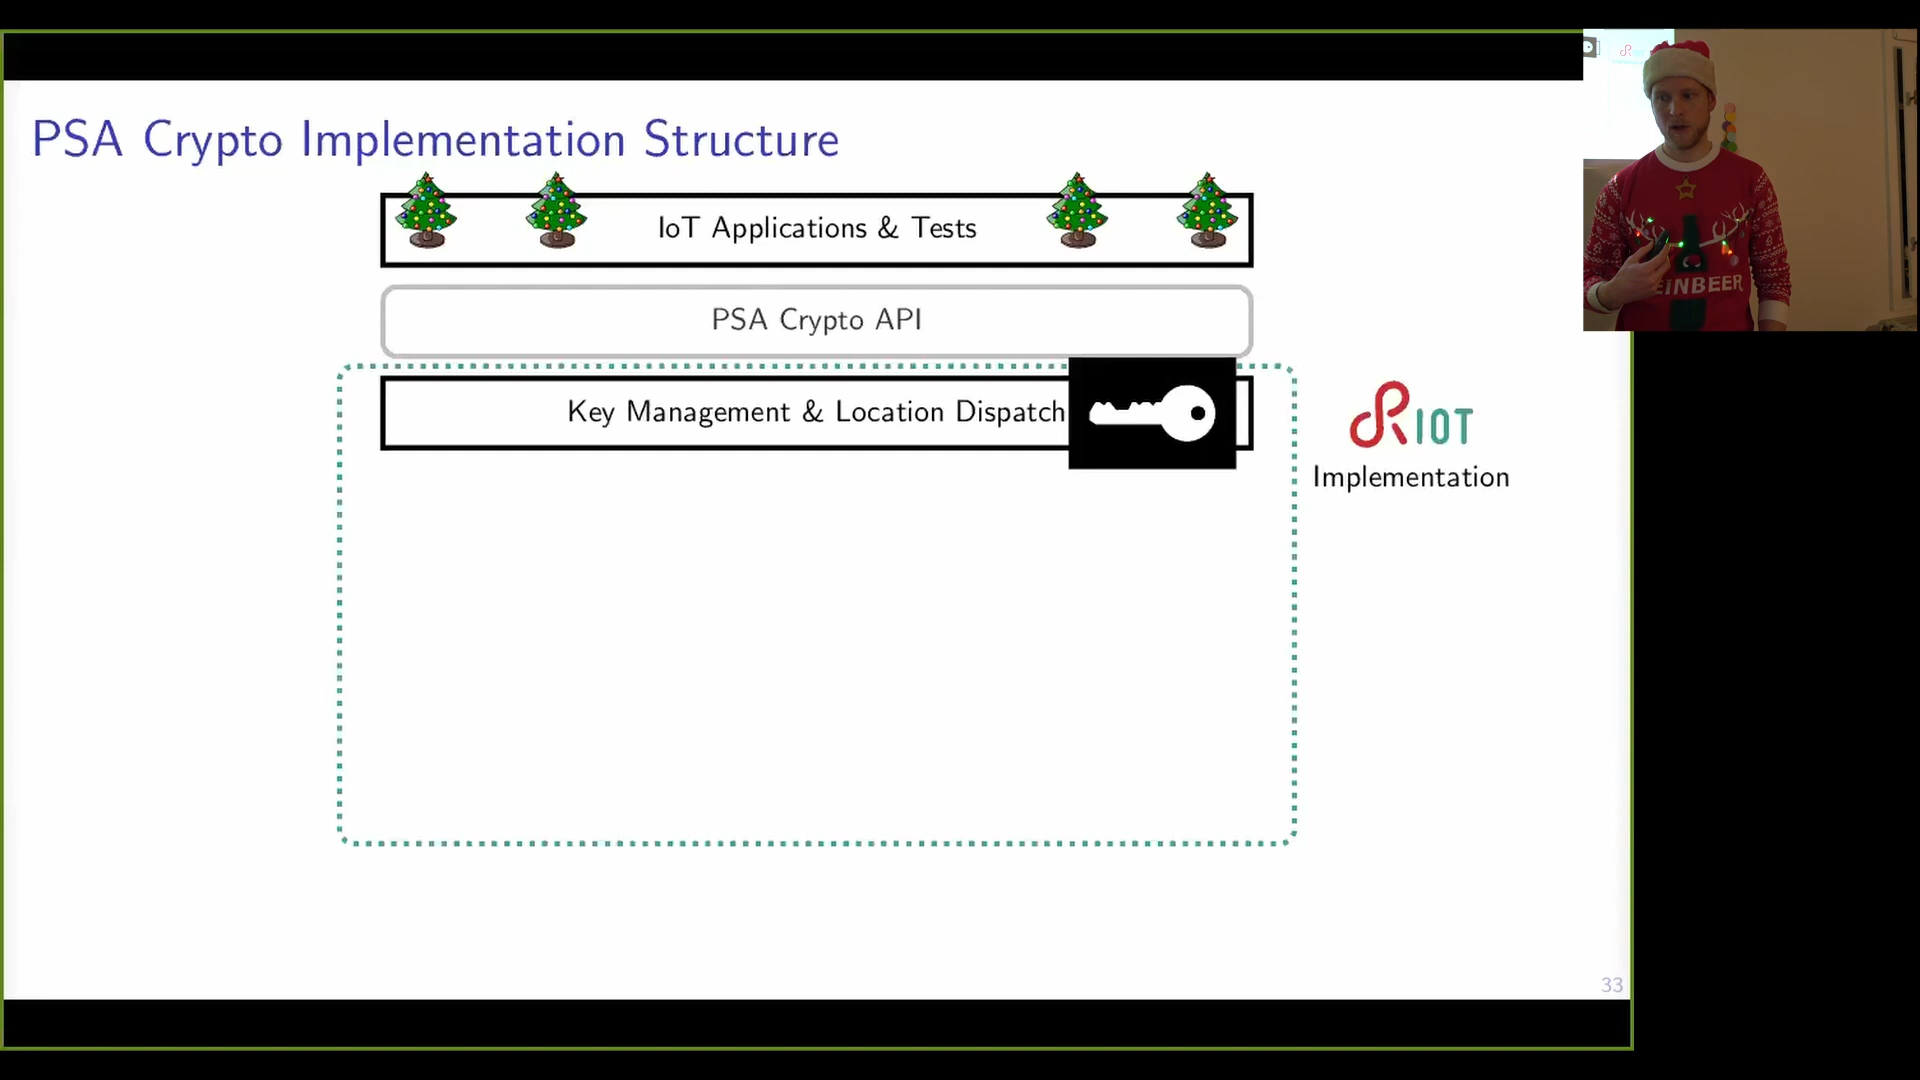 PSA Crypto Implementation Structure
IoT Applications & Tests
PSA Crypto API
Key Management & Location Dispatch
RIOT
Implementation
EINBEER
33